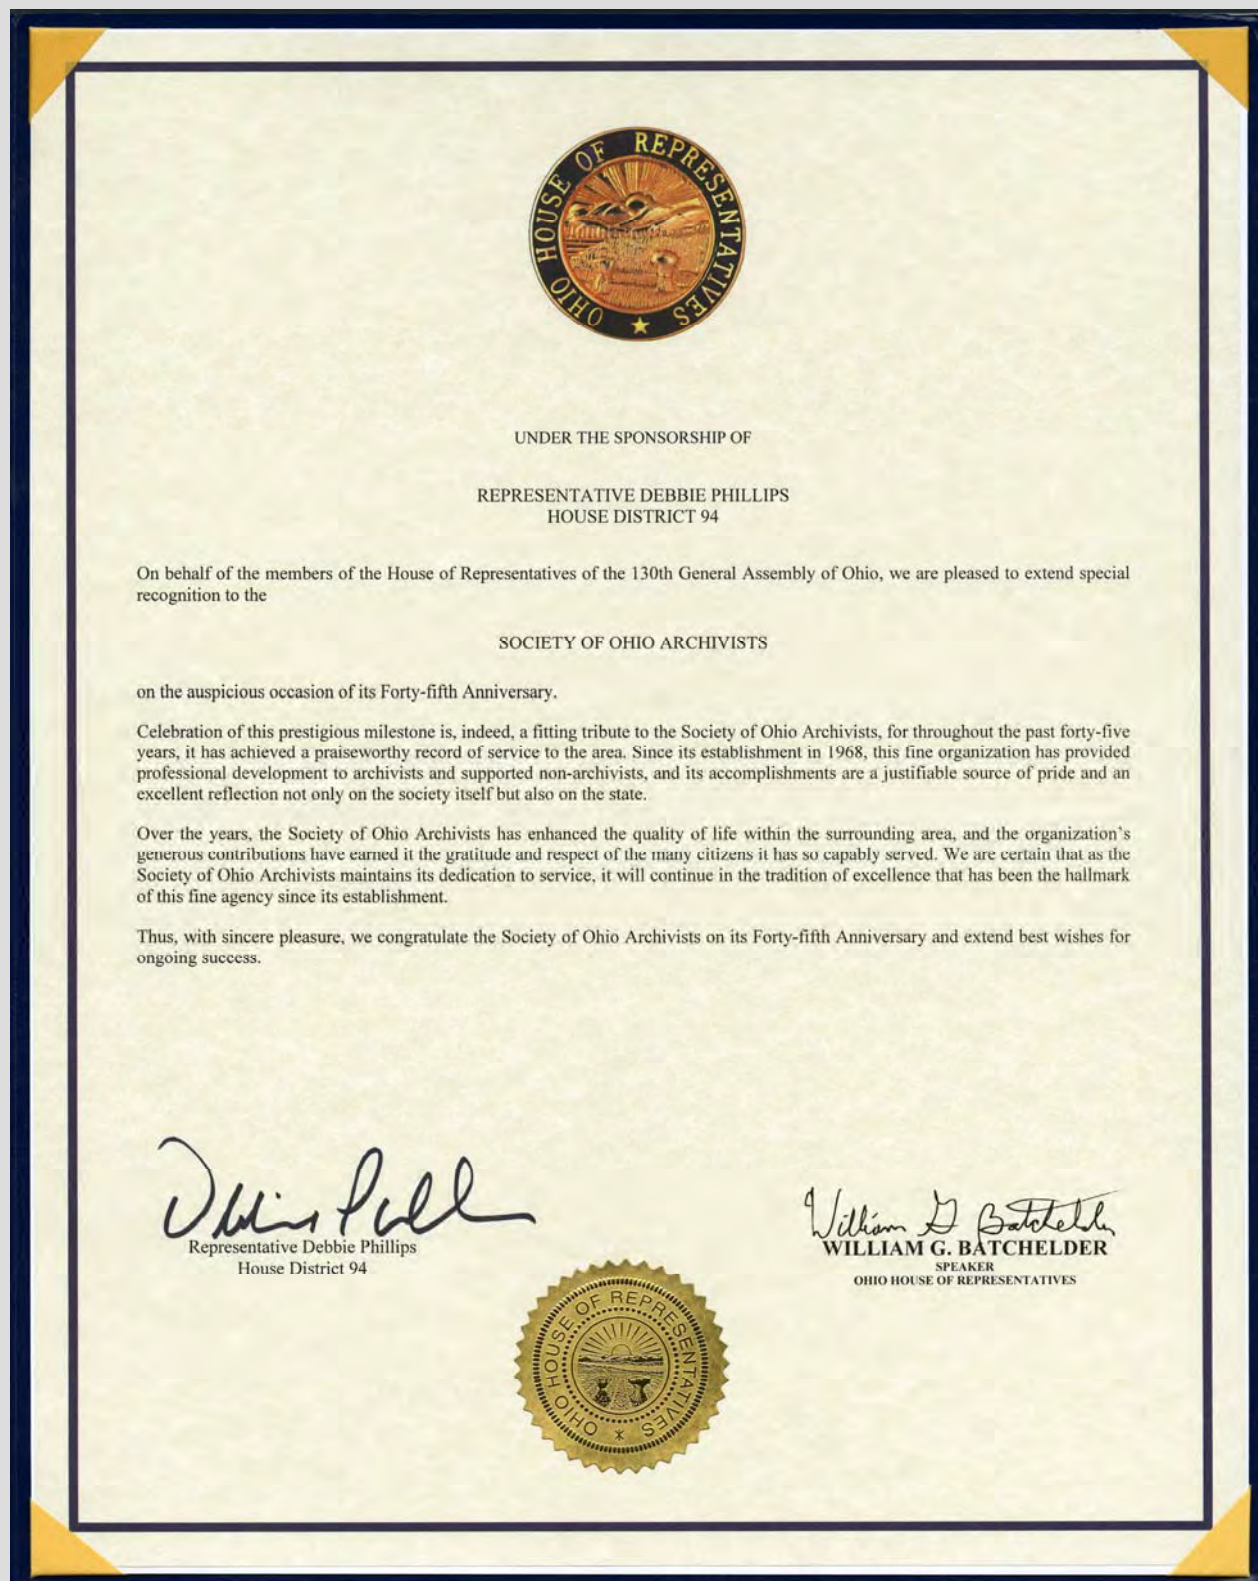 OHIO HOUSE OF REPRESENTATIVES
UNDER THE SPONSORSHIP OF
REPRESENTATIVE DEBBIE PHILLIPS
HOUSE DISTRICT 94
On behalf of the members of the House of Representatives of the 130th General Assembly of Ohio, we are pleased to extend special
recognition to the
SOCIETY OF OHIO ARCHIVISTS
on the auspicious occasion of its Forty-fifth Anniversary.
Celebration of this prestigious milestone is, indeed, a fitting tribute to the Society of Ohio Archivists, for throughout the past forty-five
years, it has achieved a praiseworthy record of service to the area. Since its establishment in 1968, this fine organization has provided
professional development to archivists and supported non-archivists, and its accomplishments are a justifiable source of pride and an
excellent reflection not only on the society itself but also on the state.
Over the years, the Society of Ohio Archivists has enhanced the quality of life within the surrounding area, and the organization's
generous contributions have earned it the gratitude and respect of the many citizens it has so capably served. We are certain that as the
Society of Ohio Archivists maintains its dedication to service, it will continue in the tradition of excellence that has been the hallmark
of this fine agency since its establishment.
Thus, with sincere pleasure, we congratulate the Society of Ohio Archivists on its Forty-fifth Anniversary and extend best wishes for
ongoing success.
Representative Debbie Phillips
House District 94
William G. Batchelder
WILLIAM G. BATCHELDER
SPEAKER
OHIO HOUSE OF REPRESENTATIVES
OHIO HOUSE OF REPRESENTATIVES